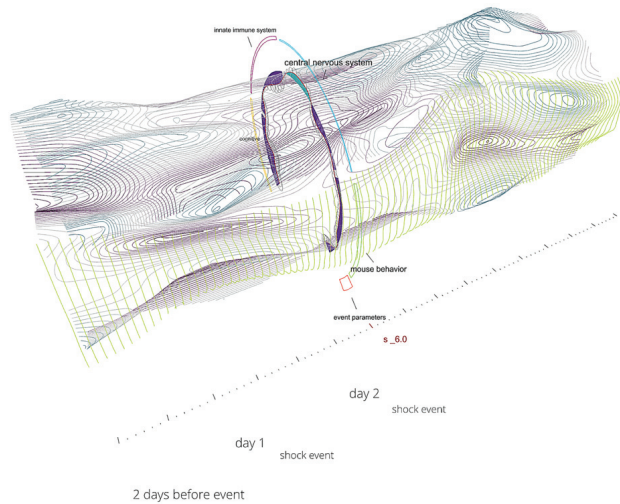 innate immune system
central nervous system
cognitive
mouse behavior
event parameters
s _6.0
day 2
shock event
day 1
shock event
2 days before event